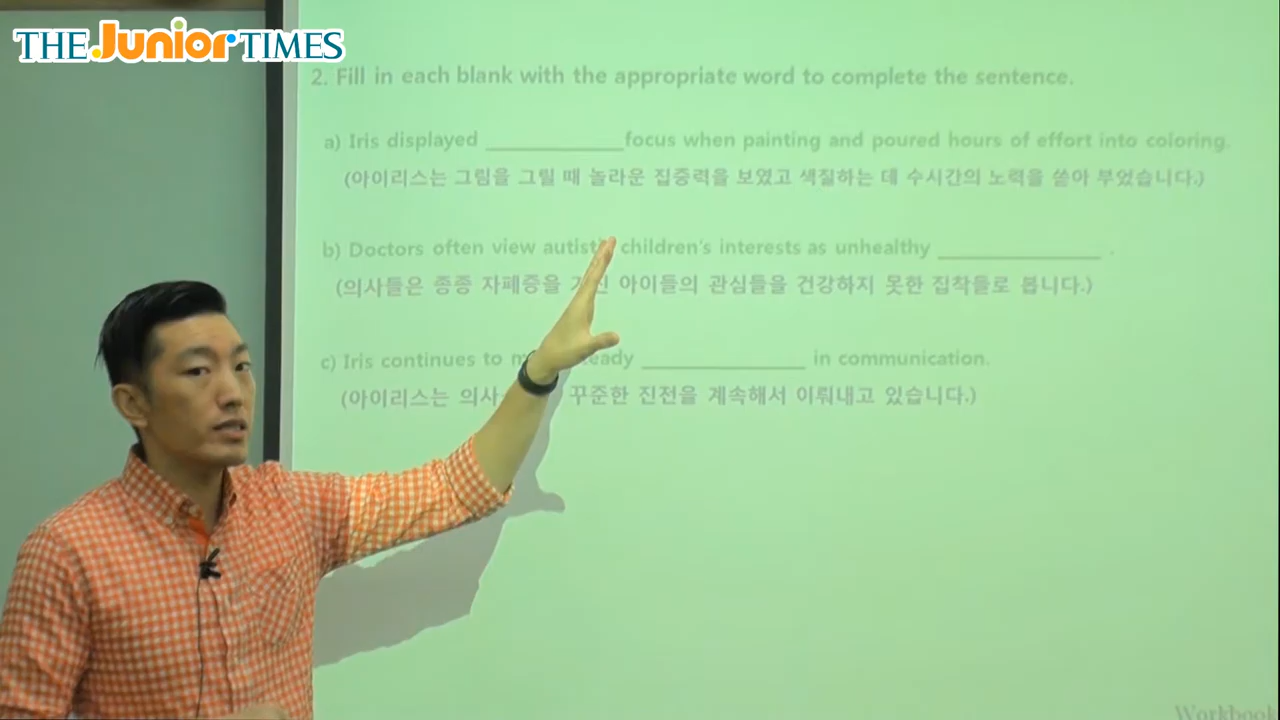 THE Junior TIMES
2. Fill in each blank with the appropriate word to complete the sentence.
a) Iris displayed ____________ focus when painting and poured hours of effort into coloring.
(아이리스는 그림을 그릴 때 놀라운 집중력을 보였고 색질하는 데 수시간의 노력을 쏟아 부었습니다.)
b) Doctors often view autistic children's interests as unhealthy ______________ .
(의사들은 종종 자폐증을 아이들의 관심들을 건강하지 못한 집착들로 봅니다.)
c) Iris continues to ______________ in communication.
(아이리스는 꾸준한 진전을 계속해서 이뤄내고 있습니다.)
Workbook